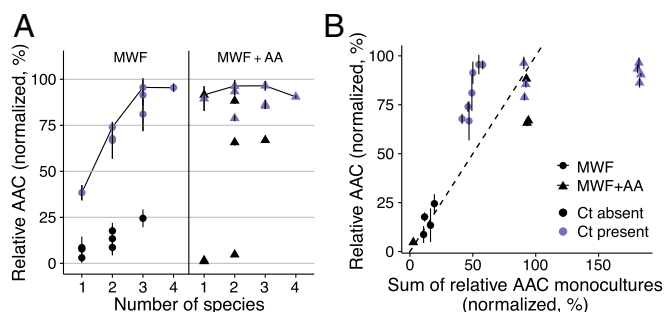 A
MWF
MWF + AA
Relative AAC (normalized, %)
100
75
50
25
0
1 2 3 4 1 2 3 4
Number of species
B
Relative AAC (normalized, %)
100
75
50
25
0
MWF
MWF+AA
Ct absent
Ct present
0 50 100 150
Sum of relative AAC monocultures
(normalized, %)